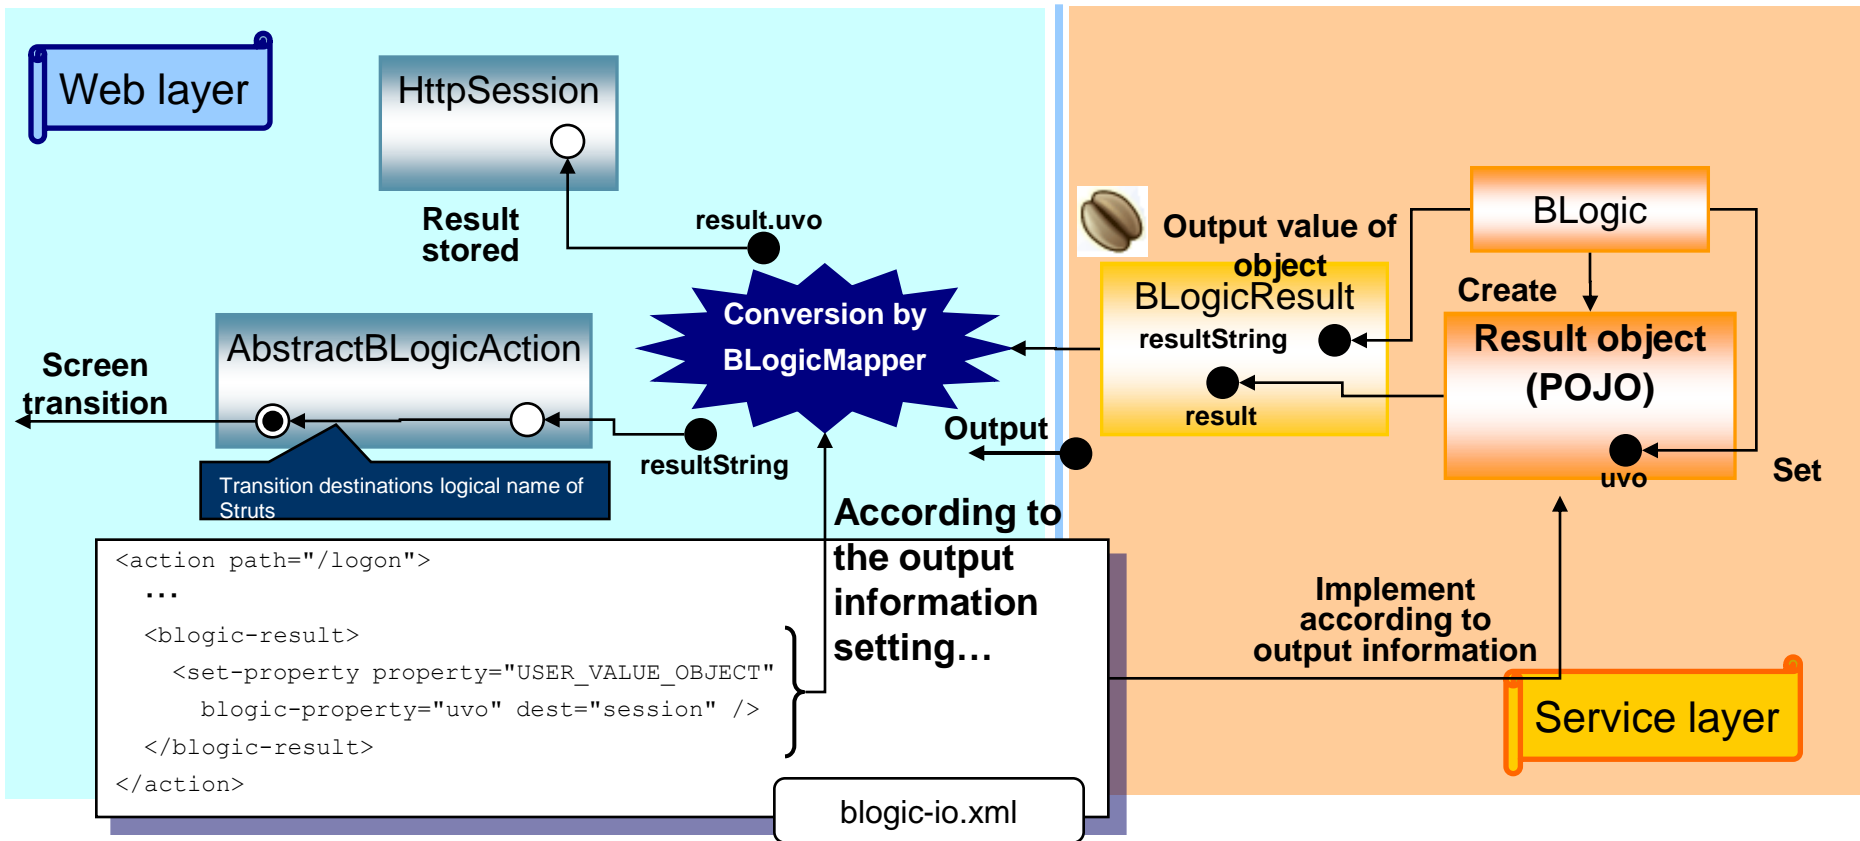 Web layer
HttpSession
Result
stored
result.uvo
Conversion by
BLogicMapper
AbstractBLogicAction
Screen
transition
resultString
Transition destinations logical name of
Struts
Output
Output value of
object
BLogicResult
resultString
result
BLogic
Create
Result object
(POJO)
uvo
Set
According to
the output
information
setting…
<action path="/logon">
...
<blogic-result>
<set-property property="USER_VALUE_OBJECT"
blogic-property="uvo" dest="session" />
</blogic-result>
</action>
blogic-io.xml
Implement
according to
output information
Service layer